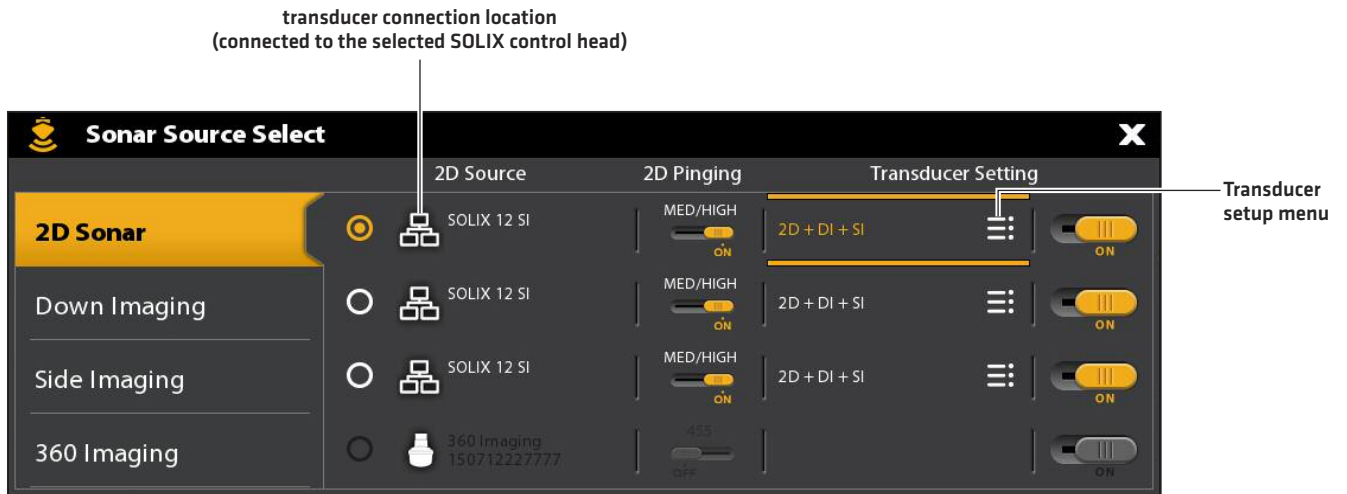 transducer connection location
(connected to the selected SOLIX control head)
Sonar Source Select
X
2D Source 2D Pinging Transducer Setting
Transducer
setup menu
2D Sonar
SOLIX 12 SI
MED/HIGH
ON
2D + DI + SI
ON
Down Imaging
SOLIX 12 SI
MED/HIGH
ON
2D + DI + SI
ON
Side Imaging
SOLIX 12 SI
MED/HIGH
ON
2D + DI + SI
ON
360 Imaging
360 Imaging
150712227777
455
OFF
ON